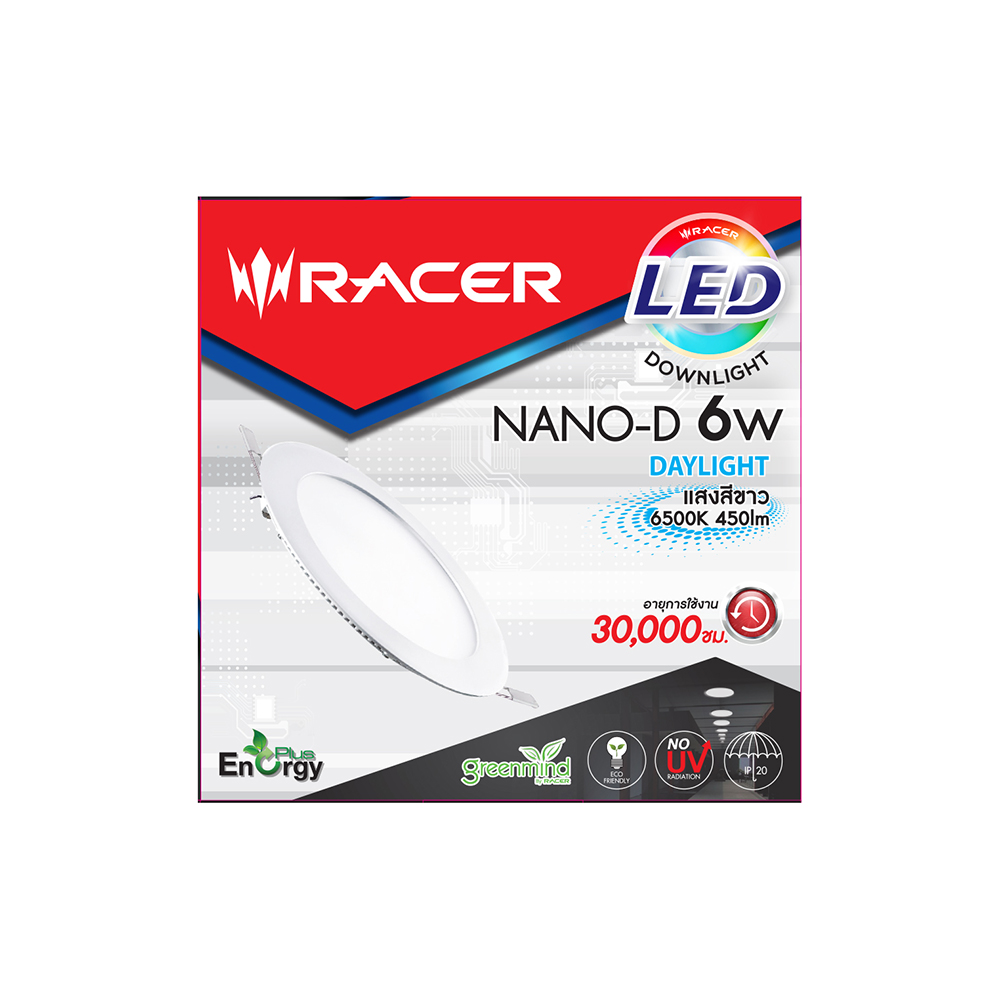 RACER
RACER
LED
DOWNLIGHT
NANO-D 6W
DAYLIGHT
แสงสีขาว
6500K 450lm
อายุการใช้งาน
30,000ชม.
Energy Plus
greenmind
by RACER
ECO
FRIENDLY
NO
UV
RADIATION
IP 20